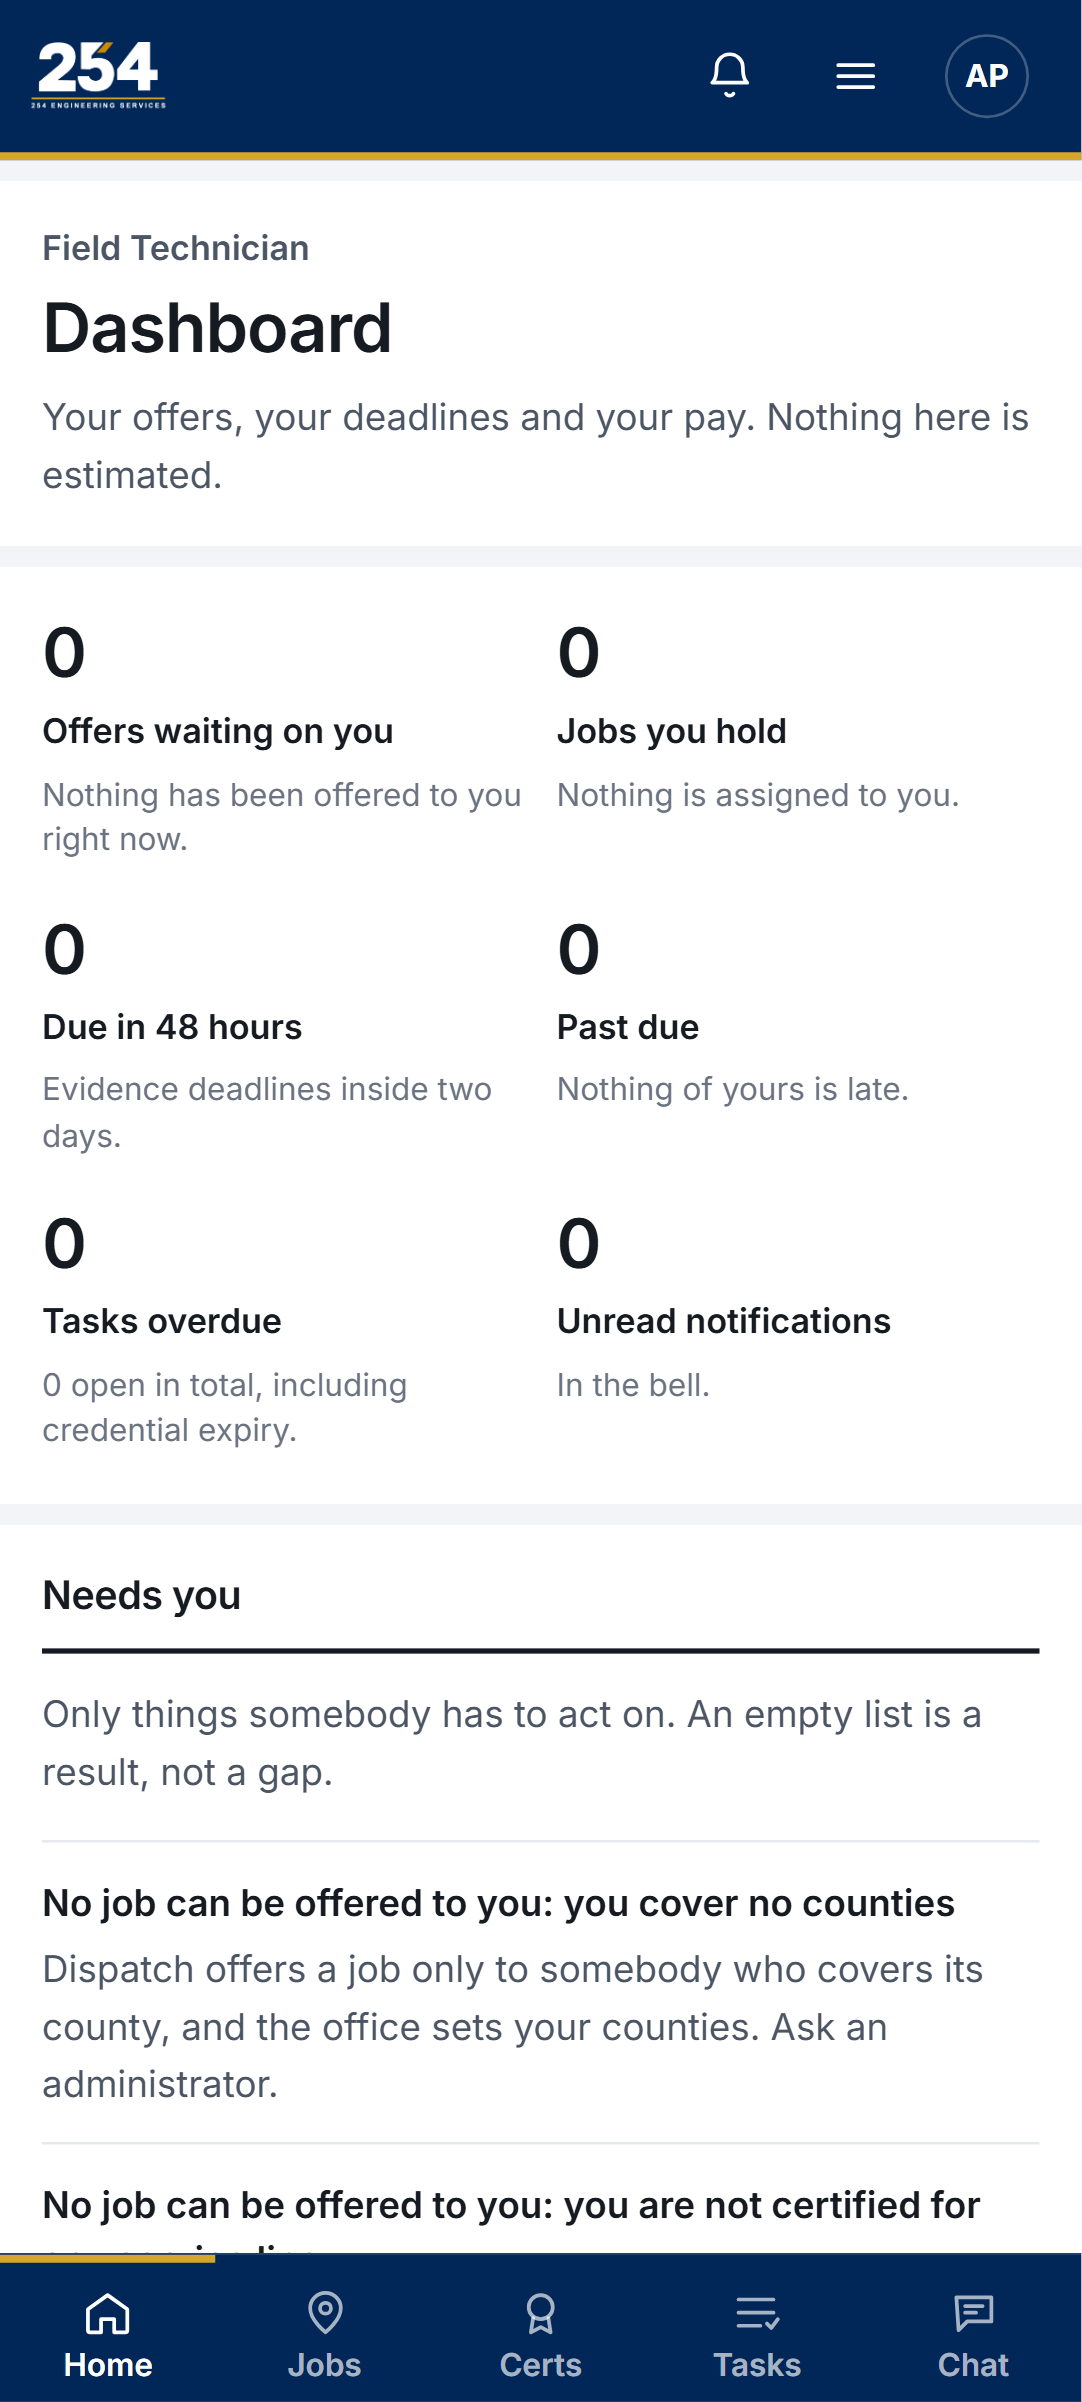 254
254 ENGINEERING SERVICES
AP
Field Technician
Dashboard
Your offers, your deadlines and your pay. Nothing here is
estimated.
0
Offers waiting on you
Nothing has been offered to you
right now.
0
Jobs you hold
Nothing is assigned to you.
0
Due in 48 hours
Evidence deadlines inside two
days.
0
Past due
Nothing of yours is late.
0
Tasks overdue
0 open in total, including
credential expiry.
0
Unread notifications
In the bell.
Needs you
Only things somebody has to act on. An empty list is a
result, not a gap.
No job can be offered to you: you cover no counties
Dispatch offers a job only to somebody who covers its
county, and the office sets your counties. Ask an
administrator.
No job can be offered to you: you are not certified for
Home
Jobs
Certs
Tasks
Chat